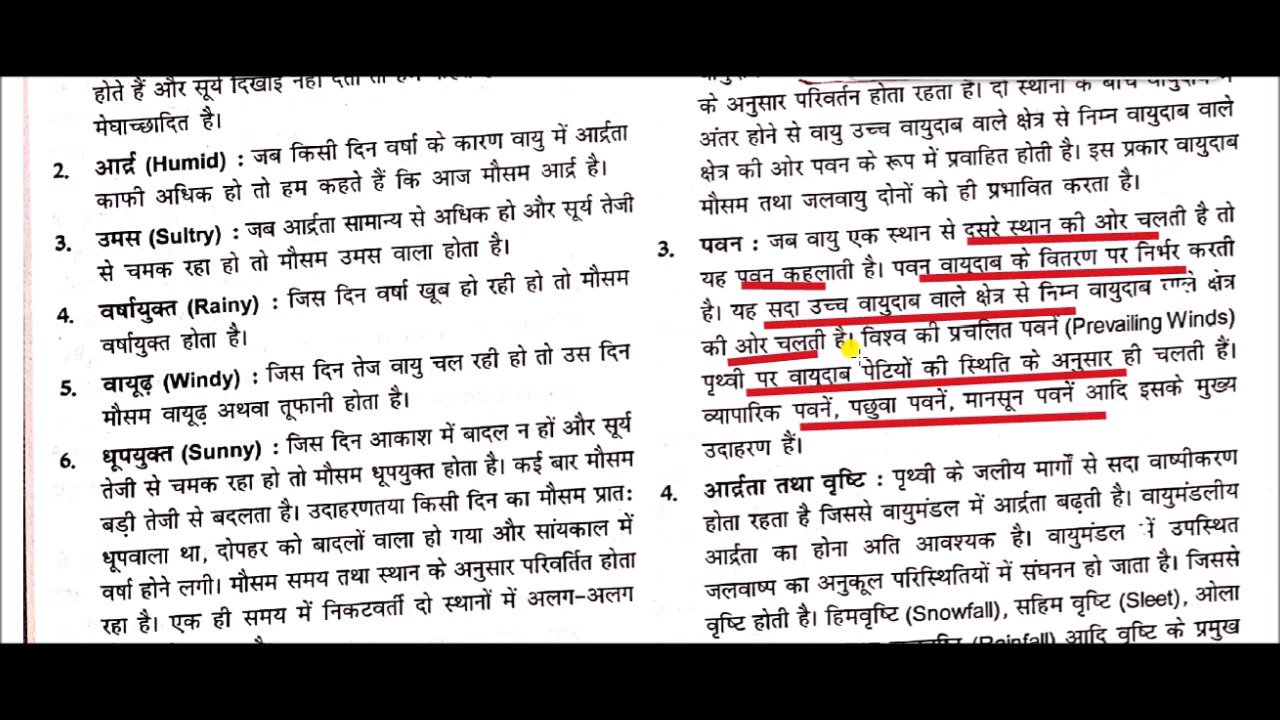 होते हैं और सूर्य दिखाई नहीं देता तो हम
मेघाच्छादित है।
2. आर्द्र (Humid) : जब किसी दिन वर्षा के कारण वायु में आर्द्रता
काफी अधिक हो तो हम कहते हैं कि आज मौसम आर्द्र है।
3. उमस (Sultry) : जब आर्द्रता सामान्य से अधिक हो और सूर्य तेजी
से चमक रहा हो तो मौसम उमस वाला होता है।
4. वर्षायुक्त (Rainy) : जिस दिन वर्षा खूब हो रही हो तो मौसम
वर्षायुक्त होता है।
5. वायूढ़ (Windy) : जिस दिन तेज वायु चल रही हो तो उस दिन
मौसम वायूढ़ अथवा तूफानी होता है।
6. धूपयुक्त (Sunny) : जिस दिन आकाश में बादल न हों और सूर्य
तेजी से चमक रहा हो तो मौसम धूपयुक्त होता है। कई बार मौसम
बड़ी तेजी से बदलता है। उदाहरणतया किसी दिन का मौसम प्रात:
धूपवाला था, दोपहर को बादलों वाला हो गया और सांयकाल में
वर्षा होने लगी। मौसम समय तथा स्थान के अनुसार परिवर्तित होता
रहा है। एक ही समय में निकटवर्ती दो स्थानों में अलग-अलग
के अनुसार परिवर्तन होता रहता है। दो स्थानों के बीच वायुदाब में
अंतर होने से वायु उच्च वायुदाब वाले क्षेत्र से निम्न वायुदाब वाले
क्षेत्र की ओर पवन के रूप में प्रवाहित होती है। इस प्रकार वायुदाब
मौसम तथा जलवायु दोनों को ही प्रभावित करता है।
3. पवन : जब वायु एक स्थान से दूसरे स्थान की ओर चलती है तो
यह पवन कहलाती है। पवन वायुदाब के वितरण पर निर्भर करती
है। यह सदा उच्च वायुदाब वाले क्षेत्र से निम्न वायुदाब वाले क्षेत्र
की ओर चलती है। विश्व की प्रचलित पवनें (Prevailing Winds)
पृथ्वी पर वायुदाब पेटियों की स्थिति के अनुसार ही चलती हैं।
व्यापारिक पवनें, पछुवा पवनें, मानसून पवनें आदि इसके मुख्य
उदाहरण हैं।
4. आर्द्रता तथा वृष्टि : पृथ्वी के जलीय मार्गों से सदा वाष्पीकरण
होता रहता है जिससे वायुमंडल में आर्द्रता बढ़ती है। वायुमंडलीय
आर्द्रता का होना अति आवश्यक है। वायुमंडल में उपस्थित
जलवाष्प का अनुकूल परिस्थितियों में संघनन हो जाता है। जिससे
वृष्टि होती है। हिमवृष्टि (Snowfall), सहिम वृष्टि (Sleet), ओला
(Rainfall) आदि वृष्टि के प्रमुख